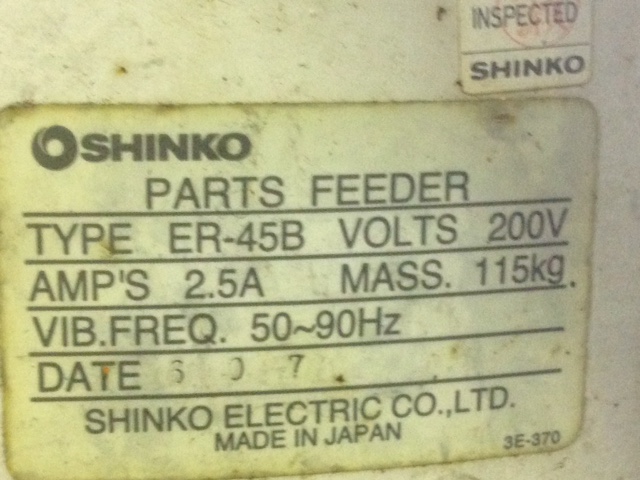 INSPECTED
SHINKO
SHINKO
PARTS FEEDER
TYPE ER-45B VOLTS 200V
AMP'S 2.5A MASS. 115kg.
VIB.FREQ. 50~90Hz
DATE 7
SHINKO ELECTRIC CO.,LTD.
MADE IN JAPAN
3E-370